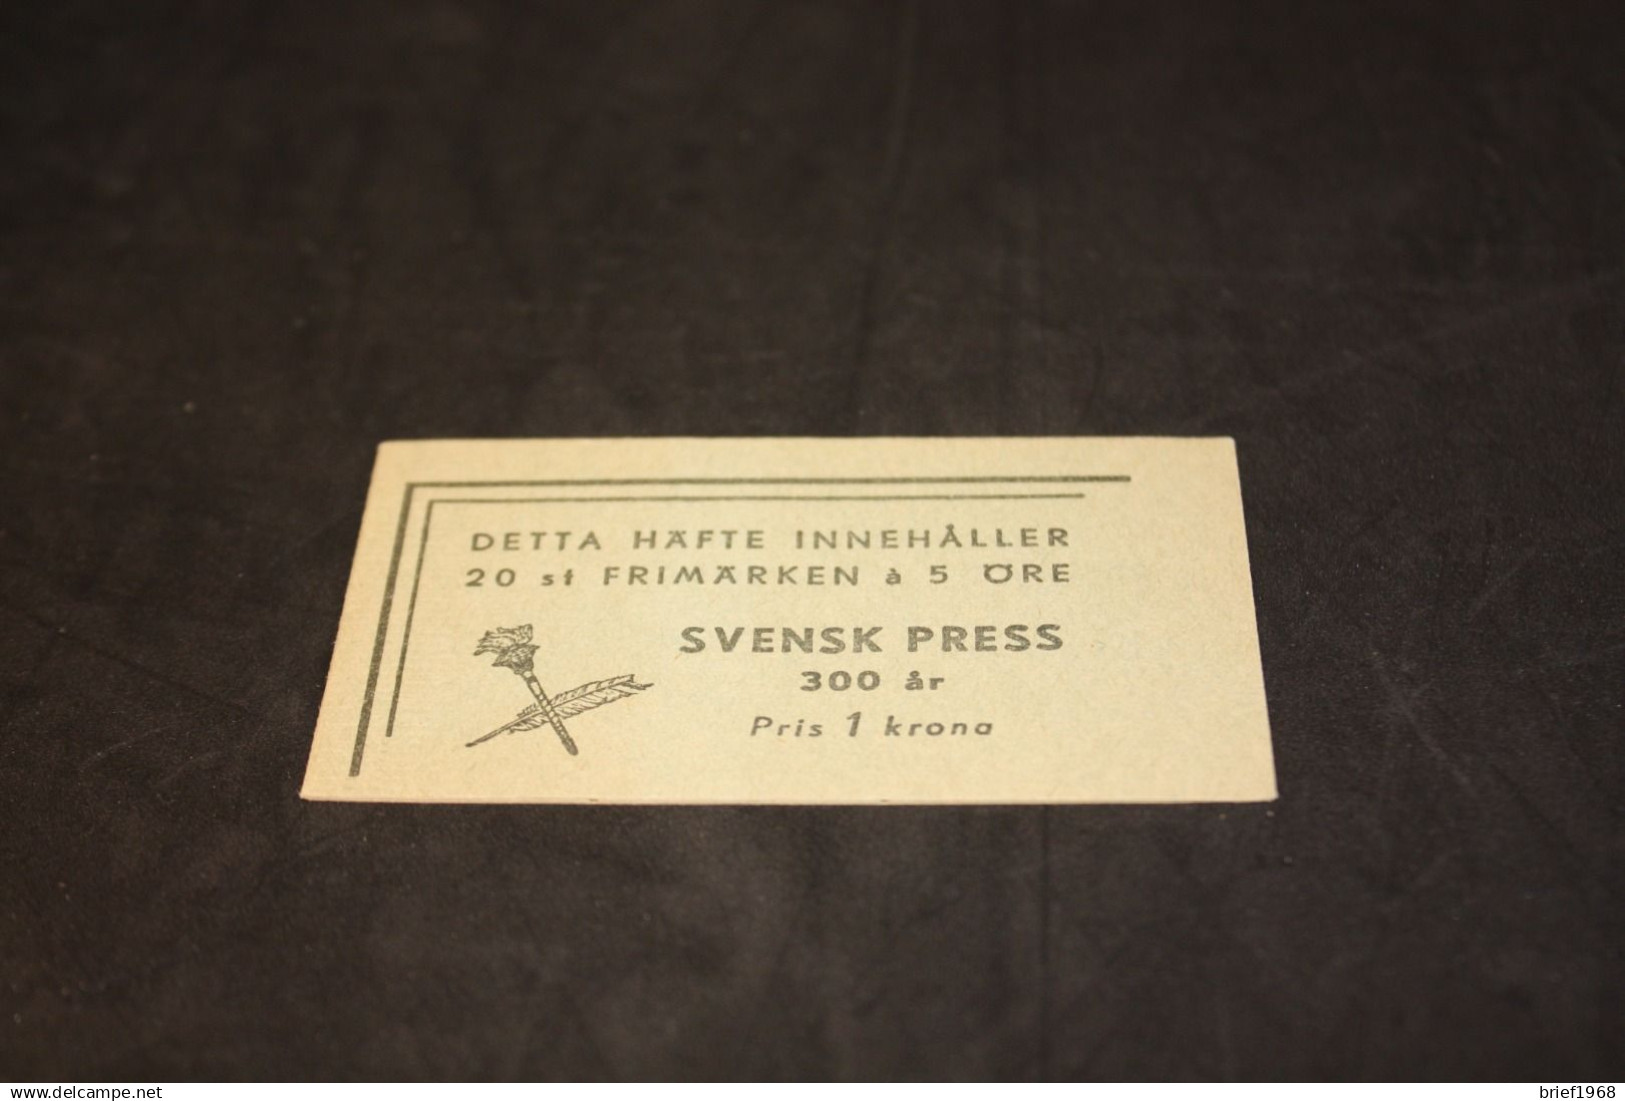 DETTA HÄFTE INNEHÅLLER
20 st FRIMÄRKEN à 5 ÖRE
SVENSK PRESS
300 år
Pris 1 krona
www.delcampe.net
brief1968